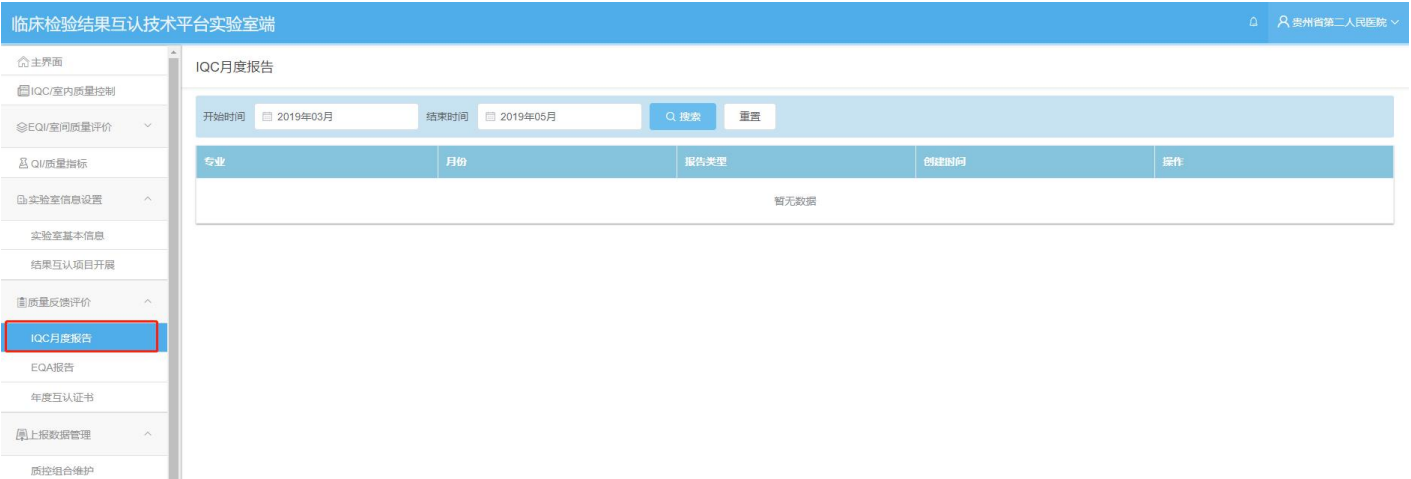 临床检验结果互认技术平台实验室端
贵州省第二人民医院
主界面
IQC/室内质量控制
EQI/室间质量评价
QI/质量指标
实验室信息设置
实验室基本信息
结果互认项目开展
质量反馈评价
IQC月度报告
EQA报告
年度互认证书
上报数据管理
质控组合维护
IQC月度报告
开始时间 2019年03月 结束时间 2019年05月 搜索 重置
专业 月份 报告类型 创建时间 操作
暂无数据